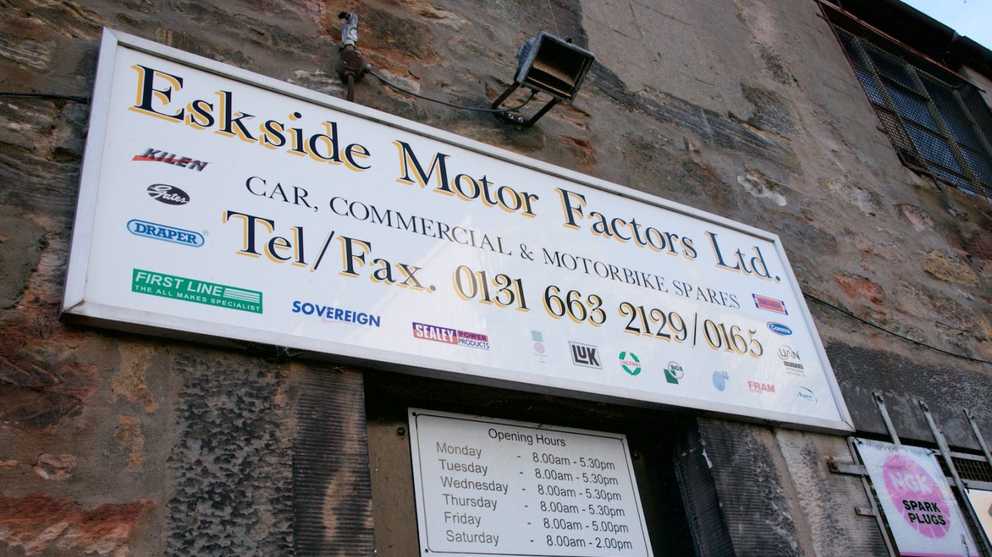 Eskside Motor Factors Ltd.
CAR, COMMERCIAL & MOTORBIKE SPARES
Tel/Fax. 0131 663 2129/0165
KILEN
Gates
DRAPER
FIRST LINE
THE ALL MAKES SPECIALIST
SOVEREIGN
SEALEY POWER PRODUCTS
LUK
FRAM
Comma
Opening Hours
Monday - 8.00am - 5.30pm
Tuesday - 8.00am - 5.30pm
Wednesday - 8.00am - 5.30pm
Thursday - 8.00am - 5.30pm
Friday - 8.00am - 5.00pm
Saturday - 8.00am - 2.00pm
NGK
SPARK
PLUGS